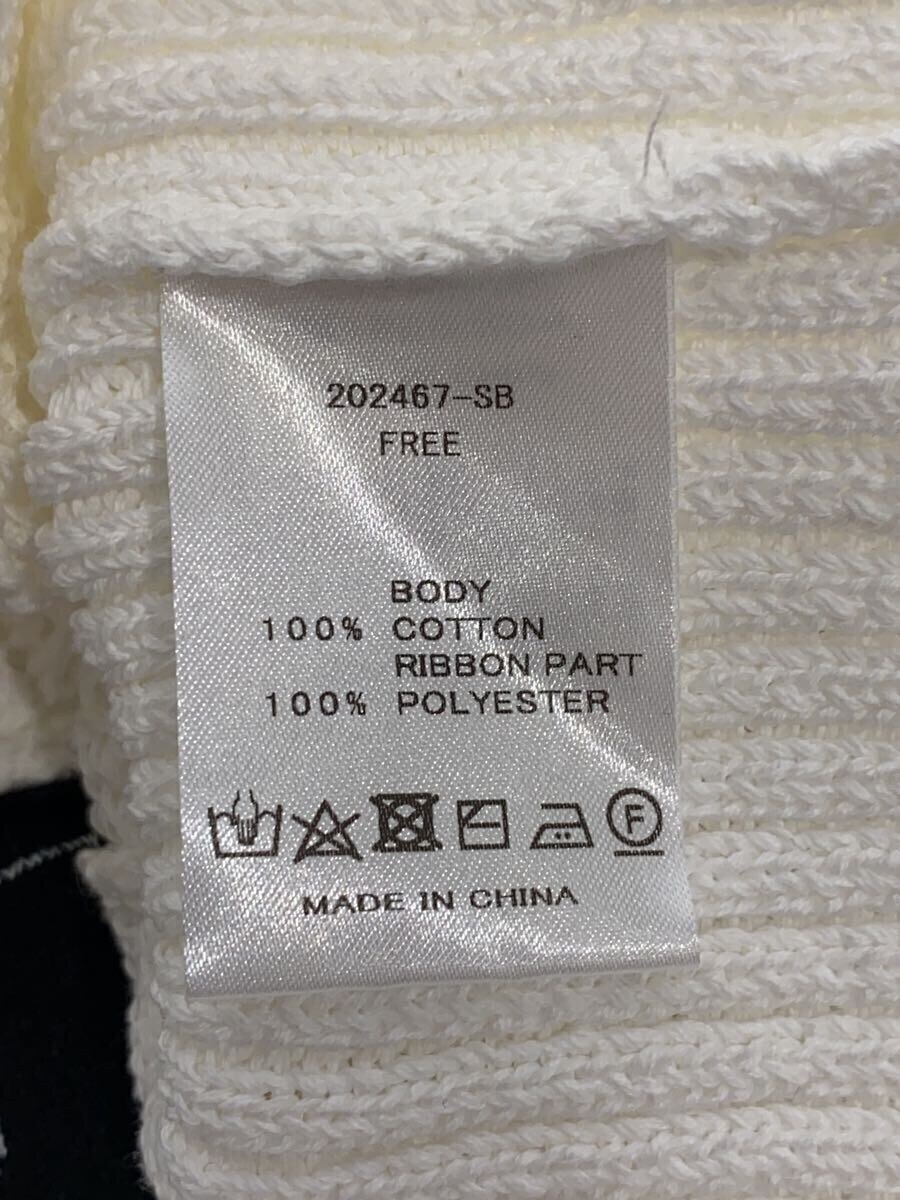 202467-SB
FREE
BODY
100% COTTON
RIBBON PART
100% POLYESTER
F
MADE IN CHINA